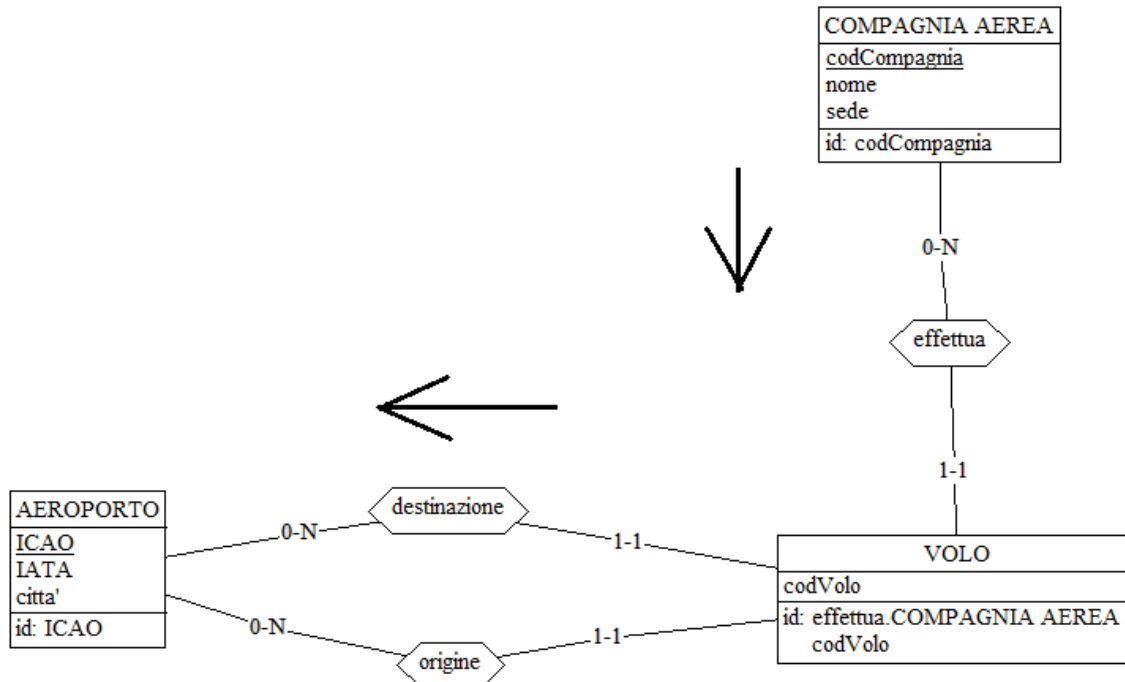 COMPAGNIA AEREA
codCompagnia
nome
sede
id: codCompagnia
0-N
effettua
1-1
AEROPORTO
ICAO
IATA
citta'
id: ICAO
0-N
destinazione
1-1
0-N
origine
1-1
VOLO
codVolo
id: effettua.COMPAGNIA AEREA
codVolo